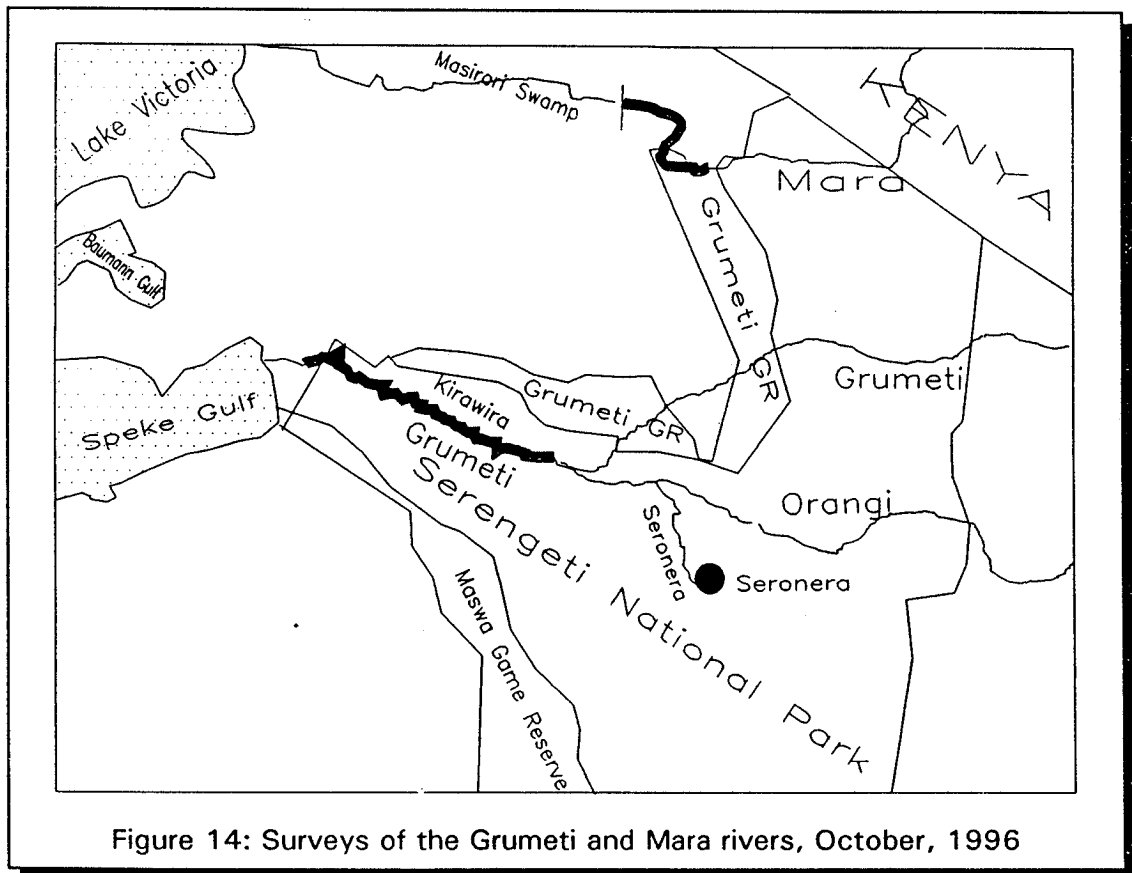 Lake Victoria
Masirori Swamp
KENYA
Mara
Baumann Gulf
Grumeti GR
Speke Gulf
Kirawira
Grumeti GR
Grumeti
Grumeti
Serengeti National Park
Orangi
Seronera
Seronera
Maswa Game Reserve
Figure 14: Surveys of the Grumeti and Mara rivers, October, 1996